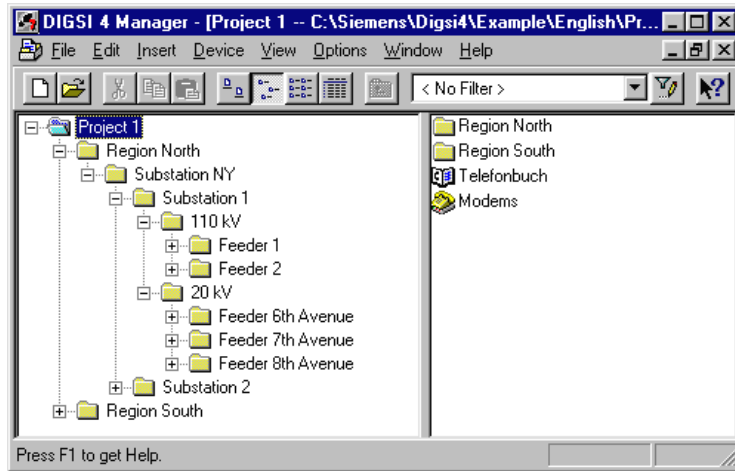 DIGSI 4 Manager - [Project 1 -- C:\Siemens\Digsi4\Example\English\Pr...
File Edit Insert Device View Options Window Help
< No Filter >
Project 1
Region North
Substation NY
Substation 1
110 kV
Feeder 1
Feeder 2
20 kV
Feeder 6th Avenue
Feeder 7th Avenue
Feeder 8th Avenue
Substation 2
Region South
Region North
Region South
Telefonbuch
Modems
Press F1 to get Help.